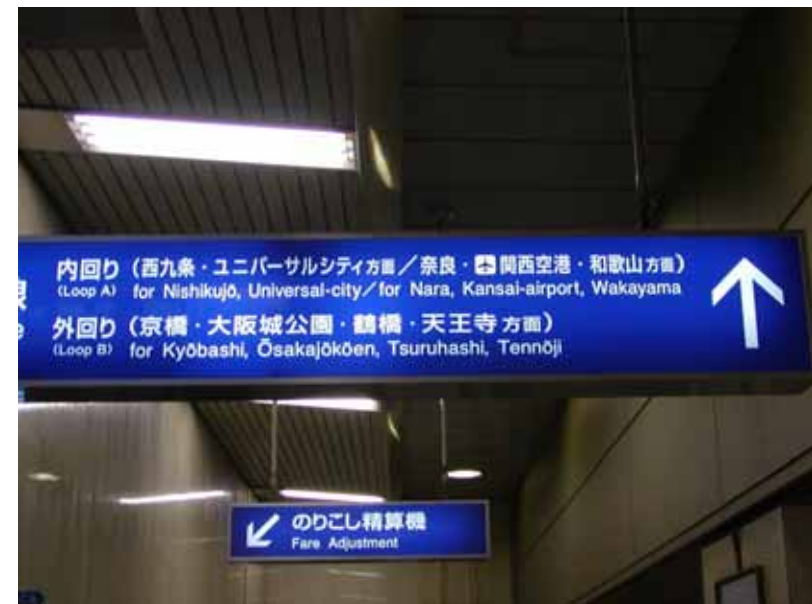 内回り（西九条・ユニバーサルシティ方面／奈良・関西空港・和歌山方面）
(Loop A) for Nishikujō, Universal-city／for Nara, Kansai-airport, Wakayama
外回り（京橋・大阪城公園・鶴橋・天王寺方面）
(Loop B) for Kyōbashi, Ōsakajōkōen, Tsuruhashi, Tennōji
のりこし精算機
Fare Adjustment